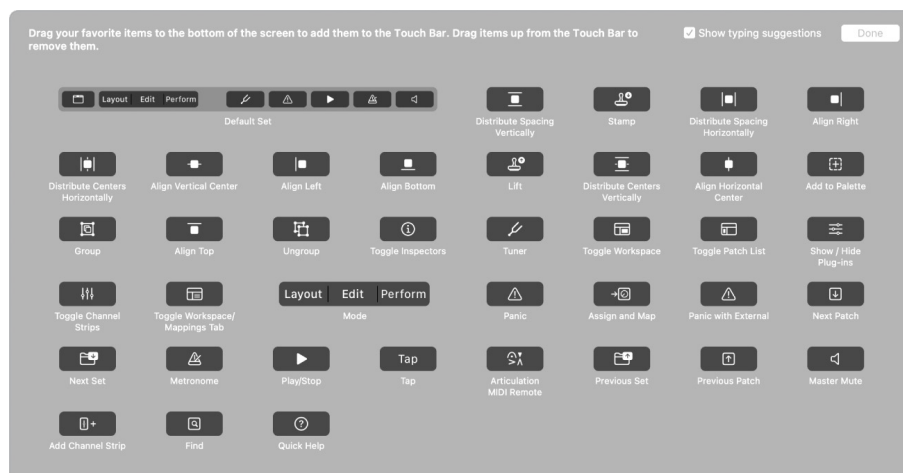 Drag your favorite items to the bottom of the screen to add them to the Touch Bar. Drag items up from the Touch Bar to
remove them.
Show typing suggestions
Done
Layout Edit Perform
Default Set
Distribute Spacing
Vertically
Stamp
Distribute Spacing
Horizontally
Align Right
Distribute Centers
Horizontally
Align Vertical Center
Align Left
Align Bottom
Lift
Distribute Centers
Vertically
Align Horizontal
Center
Add to Palette
Group
Align Top
Ungroup
Toggle Inspectors
Tuner
Toggle Workspace
Toggle Patch List
Show / Hide
Plug-ins
Toggle Channel
Strips
Toggle Workspace/
Mappings Tab
Layout Edit Perform
Mode
Panic
Assign and Map
Panic with External
Next Patch
Next Set
Metronome
Play/Stop
Tap
Tap
Articulation
MIDI Remote
Previous Set
Previous Patch
Master Mute
Add Channel Strip
Find
Quick Help